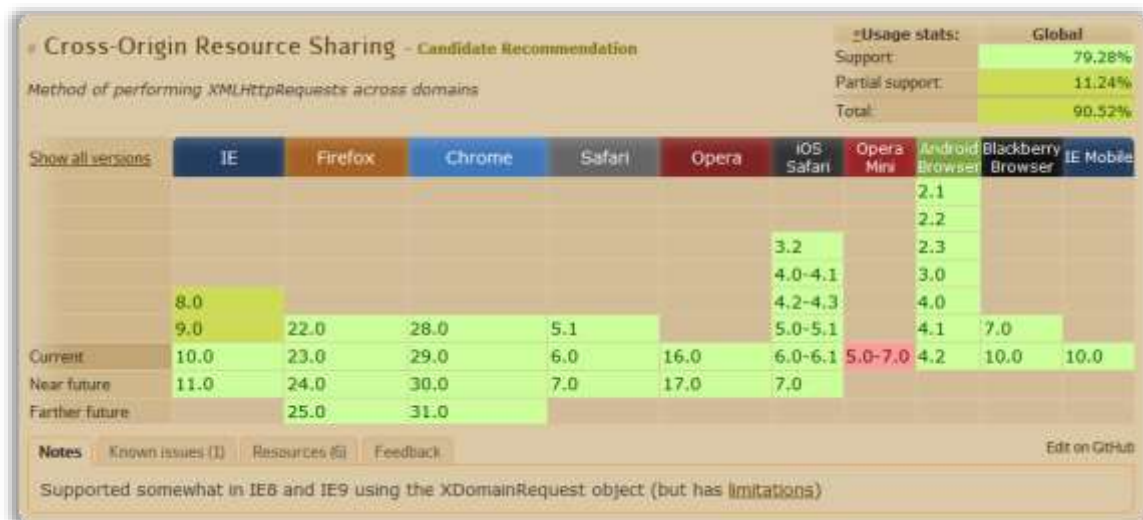 Cross-Origin Resource Sharing - Candidate Recommendation
*Usage stats: Global
Support: 79.28%
Method of performing XMLHttpRequests across domains
Partial support: 11.24%
Total: 90.52%
Show all versions IE Firefox Chrome Safari Opera iOS Safari Opera Mini Android Browser Blackberry Browser IE Mobile
2.1
2.2
3.2 2.3
4.0-4.1 3.0
8.0 4.2-4.3 4.0
9.0 22.0 28.0 5.1 5.0-5.1 4.1 7.0
Current 10.0 23.0 29.0 6.0 16.0 6.0-6.1 5.0-7.0 4.2 10.0 10.0
Near future 11.0 24.0 30.0 7.0 17.0 7.0
Farther future 25.0 31.0
Notes Known issues (1) Resources (6) Feedback Edit on GitHub
Supported somewhat in IE8 and IE9 using the XDomainRequest object (but has limitations)